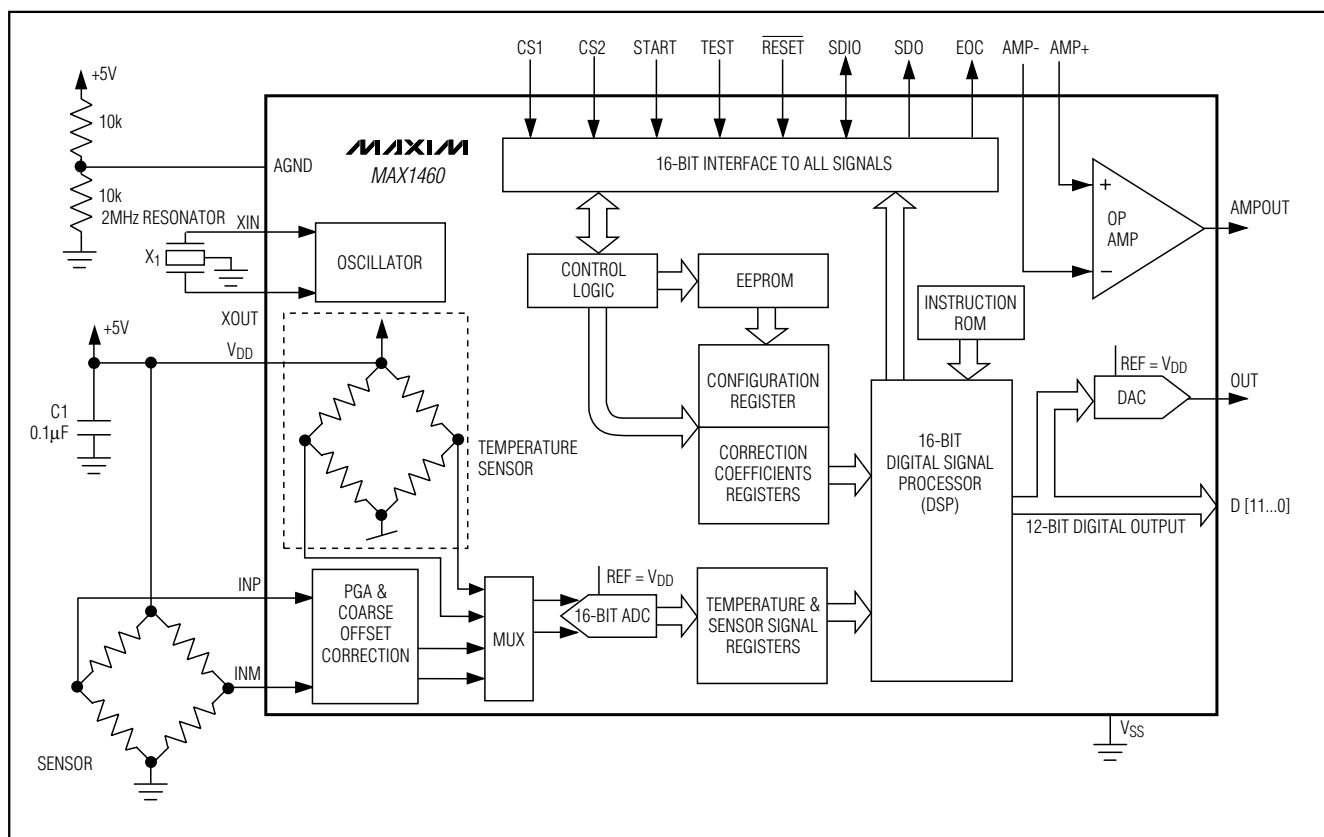 CS1 CS2 START TEST RESET SDIO SDO EOC AMP- AMP+
+5V
10k
AGND
10k
2MHz RESONATOR
XIN
X1
XOUT
MAXIM
MAX1460
16-BIT INTERFACE TO ALL SIGNALS
+
OP
AMP
−
AMPOUT
OSCILLATOR
CONTROL
LOGIC
EEPROM
INSTRUCTION
ROM
+5V
VDD
C1
0.1µF
TEMPERATURE
SENSOR
CONFIGURATION
REGISTER
CORRECTION
COEFFICIENTS
REGISTERS
16-BIT
DIGITAL SIGNAL
PROCESSOR
(DSP)
REF = VDD
DAC
OUT
12-BIT DIGITAL OUTPUT
D [11...0]
INP
INM
PGA &
COARSE
OFFSET
CORRECTION
MUX
REF = VDD
16-BIT ADC
TEMPERATURE &
SENSOR SIGNAL
REGISTERS
SENSOR
VSS